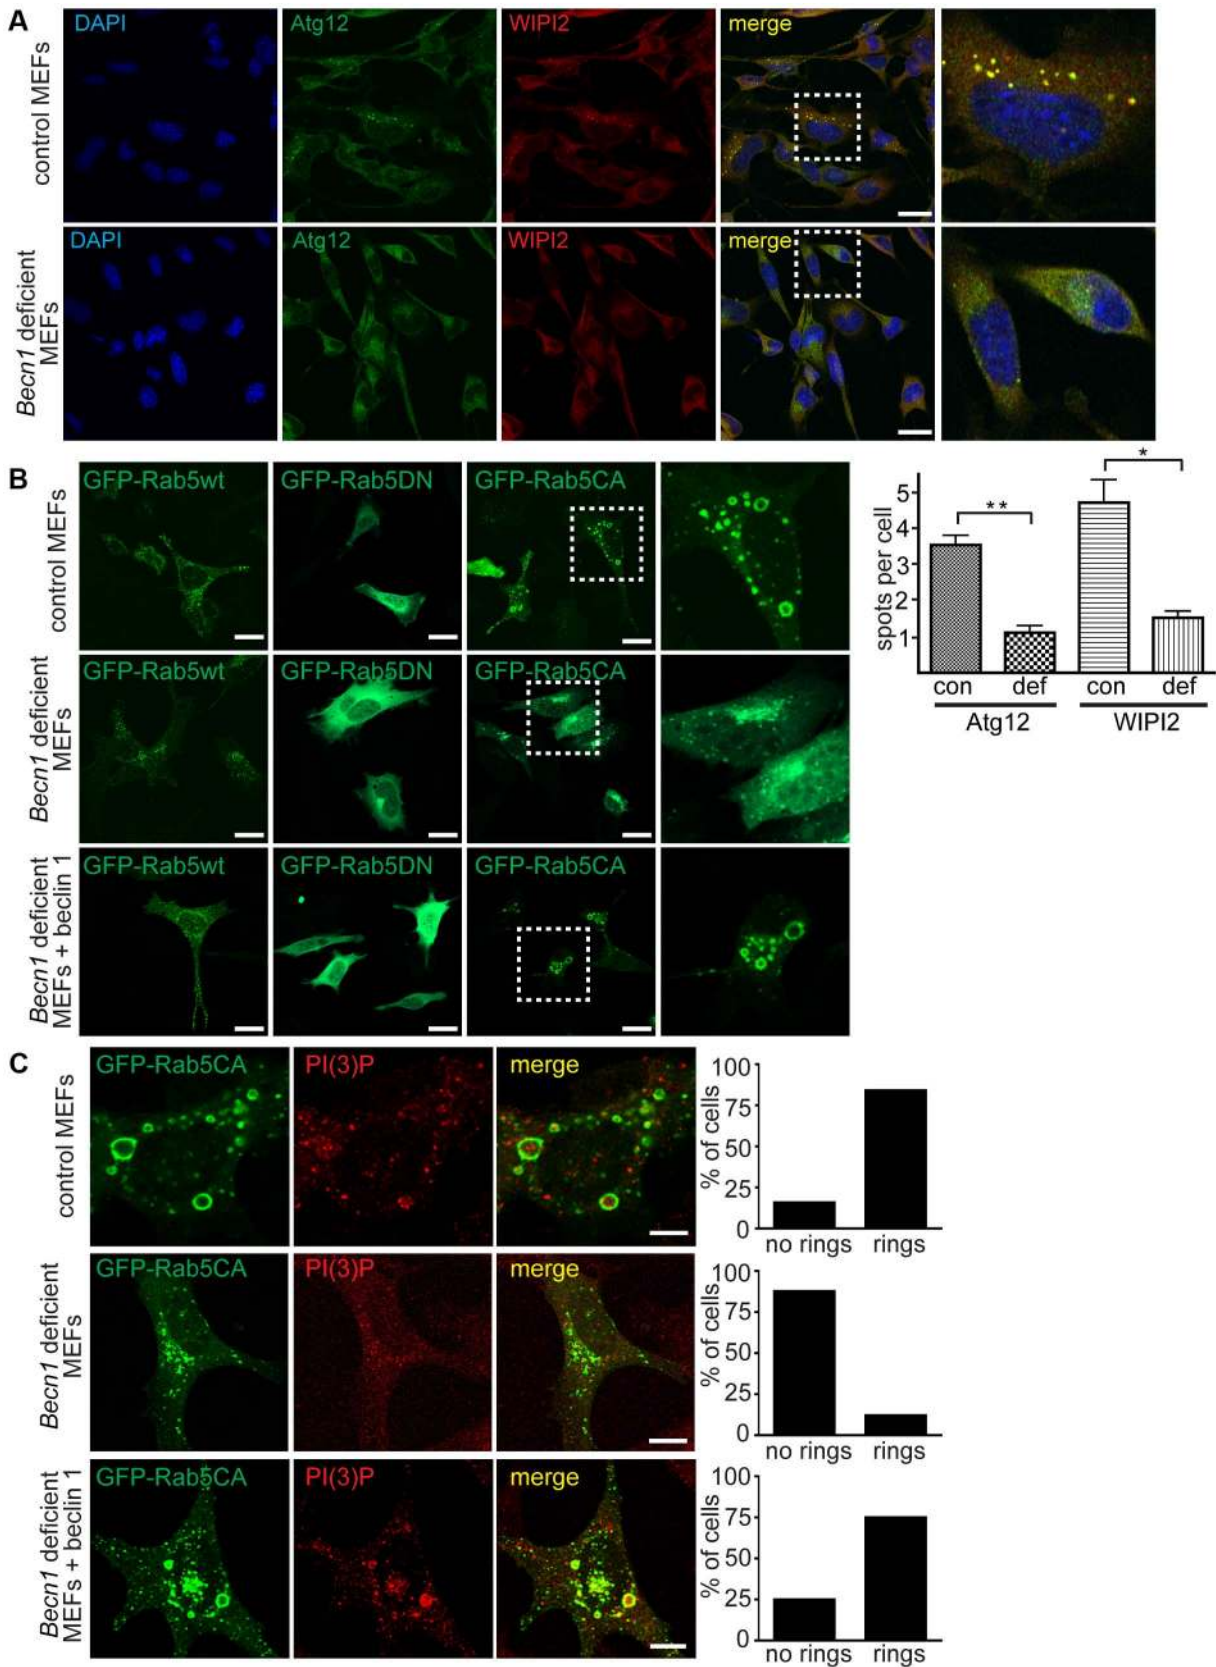 A
control MEFs
DAPI
Atg12
WIPI2
merge
Becn1 deficient
MEFs
DAPI
Atg12
WIPI2
merge
B
control MEFs
GFP-Rab5wt
GFP-Rab5DN
GFP-Rab5CA
Becn1 deficient
MEFs
GFP-Rab5wt
GFP-Rab5DN
GFP-Rab5CA
Becn1 deficient
MEFs + beclin 1
GFP-Rab5wt
GFP-Rab5DN
GFP-Rab5CA
spots per cell
5
4
3
2
1
**
*
con
def
con
def
Atg12
WIPI2
C
control MEFs
GFP-Rab5CA
PI(3)P
merge
% of cells
100
75
50
25
0
no rings
rings
Becn1 deficient
MEFs
GFP-Rab5CA
PI(3)P
merge
% of cells
100
75
50
25
0
no rings
rings
Becn1 deficient
MEFs + beclin 1
GFP-Rab5CA
PI(3)P
merge
% of cells
100
75
50
25
0
no rings
rings